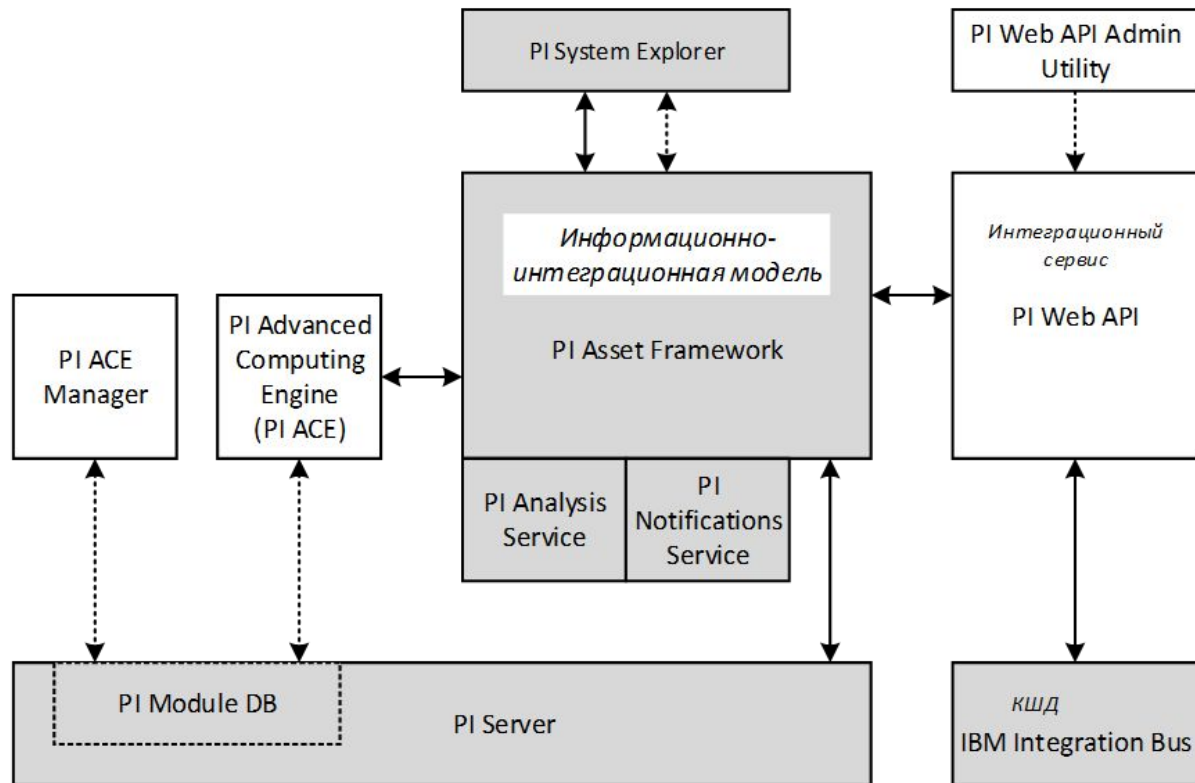 PI System Explorer
PI Web API Admin
Utility
Информационно-
интеграционная модель
PI Asset Framework
Интеграционный
сервис
PI Web API
PI ACE
Manager
PI Advanced
Computing
Engine
(PI ACE)
PI Analysis
Service
PI
Notifications
Service
PI Module DB
PI Server
КШД
IBM Integration Bus